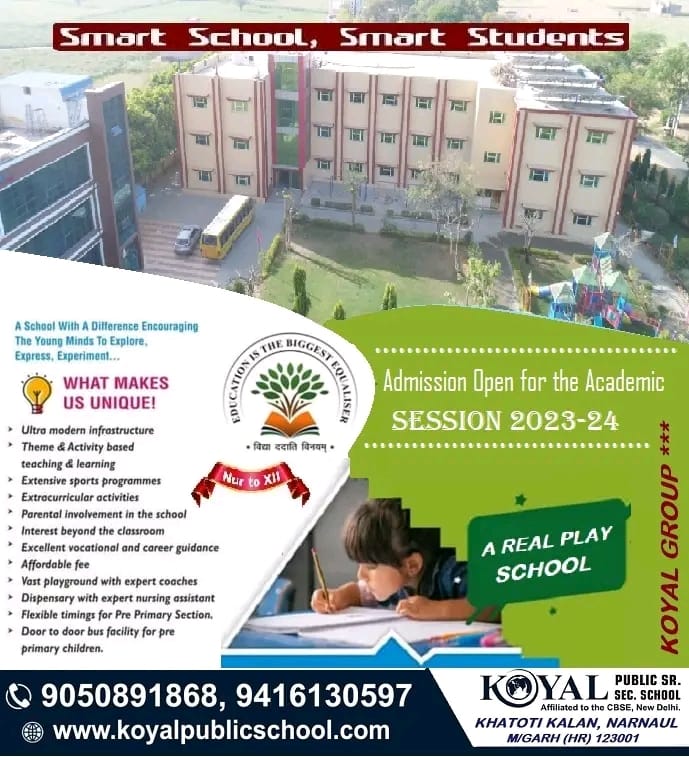 Smart School, Smart Students
A School With A Difference Encouraging
The Young Minds To Explore,
Express, Experiment...
WHAT MAKES
US UNIQUE!
Ultra modern infrastructure
Theme & Activity based
teaching & learning
Extensive sports programmes
Extracurricular activities
Parental involvement in the school
Interest beyond the classroom
Excellent vocational and career guidance
Affordable fee
Vast playground with expert coaches
Dispensary with expert nursing assistant
Flexible timings for Pre Primary Section.
Door to door bus facility for pre
primary children.
EDUCATION IS THE BIGGEST EQUALISER
• विद्या ददाति विनयम् •
Nur to XII
Admission Open for the Academic
SESSION 2023-24
A REAL PLAY
SCHOOL
KOYAL GROUP ***
9050891868, 9416130597
www.koyalpublicschool.com
KOYAL PUBLIC SR.
SEC. SCHOOL
Affiliated to the CBSE, New Delhi.
KHATOTI KALAN, NARNAUL
M/GARH (HR) 123001